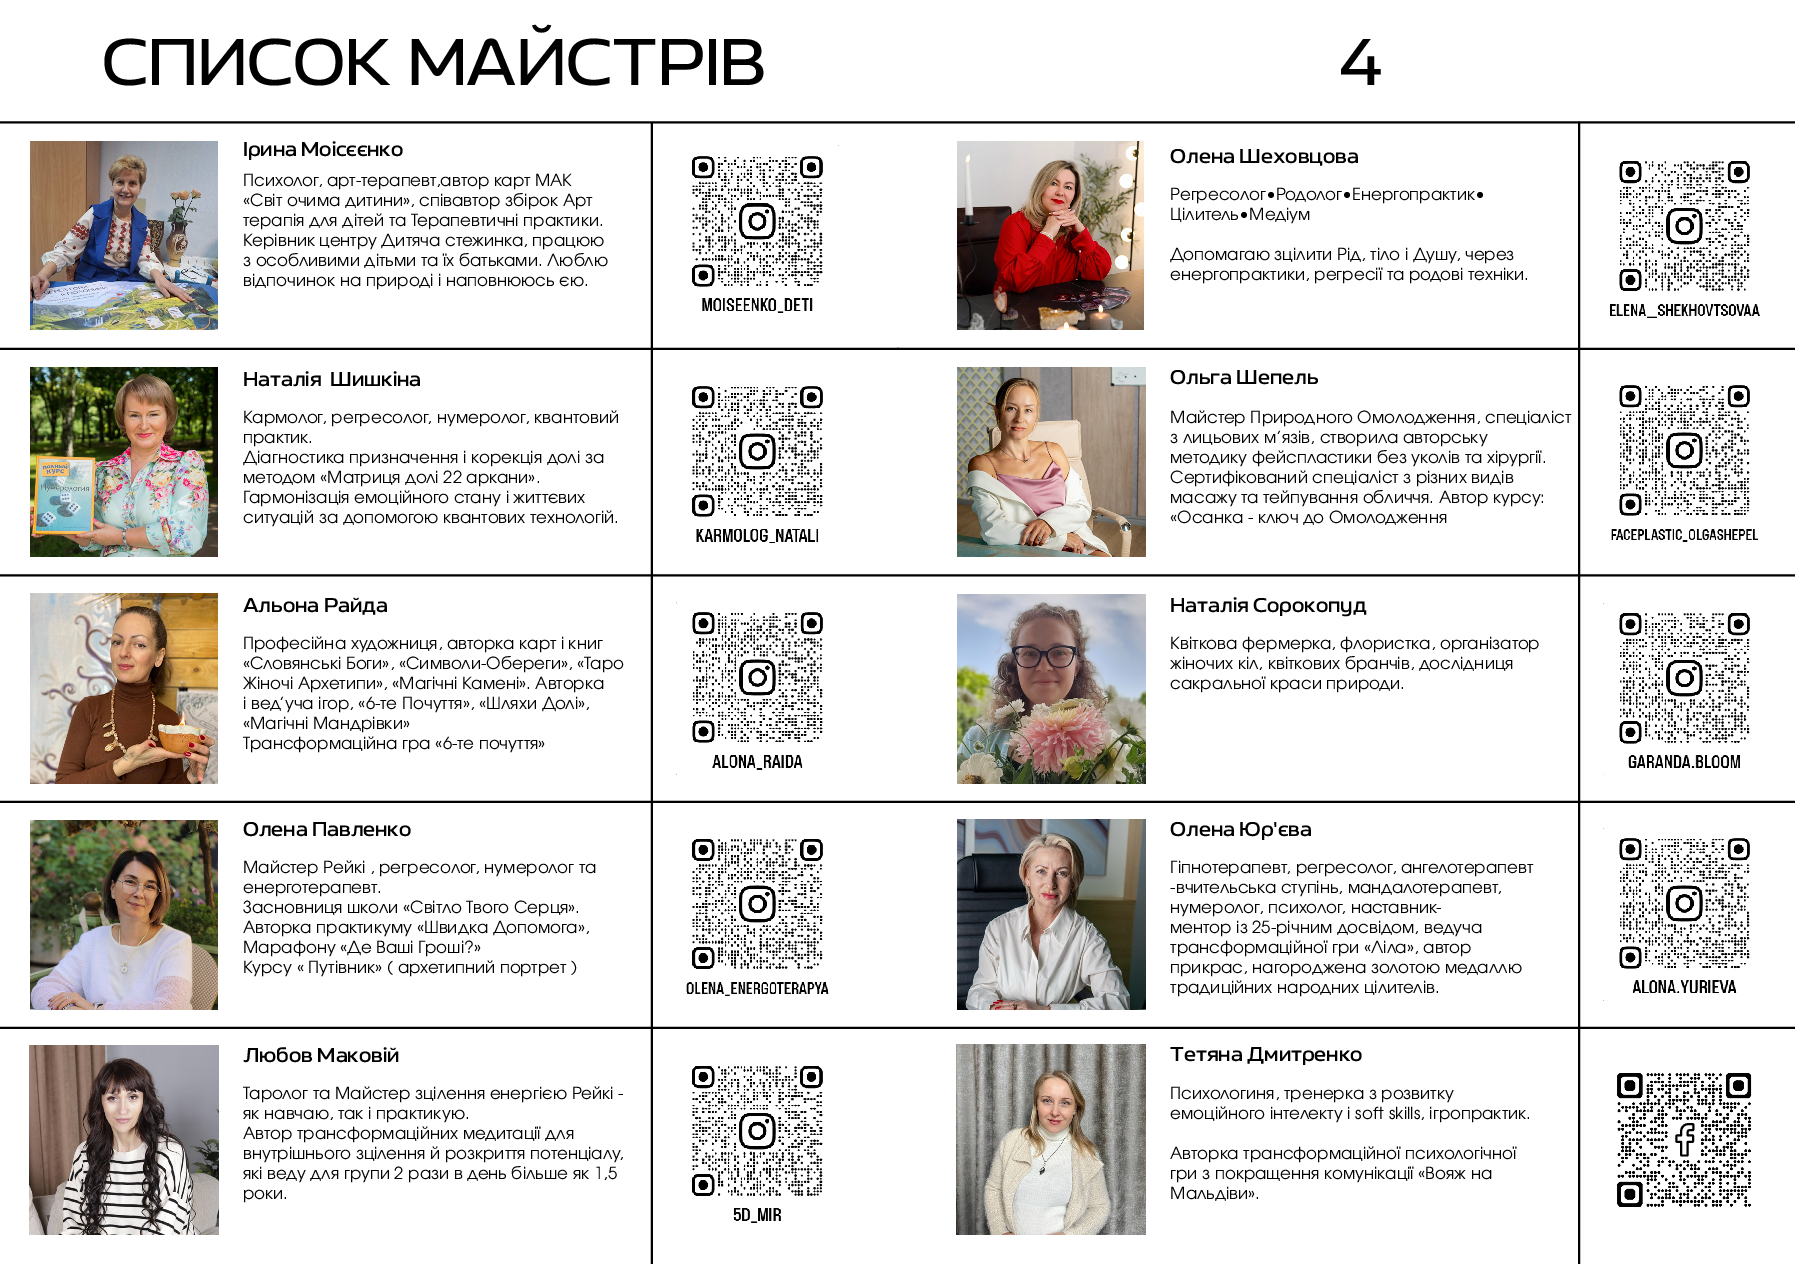 СПИСОК МАЙСТРІВ
4
Ірина Моісєєнко
Психолог, арт-терапевт,автор карт МАК
«Світ очима дитини», співавтор збірок Арт
терапія для дітей та Терапевтичні практики.
Керівник центру Дитяча стежинка, працюю
з особливими дітьми та їх батьками. Люблю
відпочинок на природі і наповнююсь єю.
MOISEENKO_DETI
Олена Шеховцова
Регресолог•Родолог•Енергопрактик•
Цілитель•Медіум
Допомагаю зцілити Рід, тіло і Душу, через
енергопрактики, регресії та родові техніки.
ELENA_SHEKHOVTSOVAA
Наталія Шишкіна
Кармолог, регресолог, нумеролог, квантовий
практик.
Діагностика призначення і корекція долі за
методом «Матриця долі 22 аркани».
Гармонізація емоційного стану і життєвих
ситуацій за допомогою квантових технологій.
ПОЛНЫЙ
КУРС
Нумерология
KARMOLOG_NATALI
Ольга Шепель
Майстер Природного Омолодження, спеціаліст
з лицьових м’язів, створила авторську
методику фейспластики без уколів та хірургії.
Сертифікований спеціаліст з різних видів
масажу та тейпування обличчя. Автор курсу:
«Осанка - ключ до Омолодження
FACEPLASTIC_OLGASHEPEL
Альона Райда
Професійна художниця, авторка карт і книг
«Словянські Боги», «Символи-Обереги», «Таро
Жіночі Архетипи», «Магічні Камені». Авторка
і вед’уча ігор, «6-те Почуття», «Шляхи Долі»,
«Магічні Мандрівки»
Трансформаційна гра «6-те почуття»
ALONA_RAIDA
Наталія Сорокопуд
Квіткова фермерка, флористка, організатор
жіночих кіл, квіткових бранчів, дослідниця
сакральної краси природи.
GARANDA.BLOOM
Олена Павленко
Майстер Рейкі , регресолог, нумеролог та
енерготерапевт.
Засновниця школи «Світло Твого Серця».
Авторка практикуму «Швидка Допомога»,
Марафону «Де Ваші Гроші?»
Курсу « Путівник» ( архетипний портрет )
OLENA_ENERGOTERAPYA
Олена Юр'єва
Гіпнотерапевт, регресолог, ангелотерапевт
-вчительська ступінь, мандалотерапевт,
нумеролог, психолог, наставник-
ментор із 25-річним досвідом, ведуча
трансформаційної гри «Ліла», автор
прикрас, нагороджена золотою медаллю
традиційних народних цілителів.
ALONA.YURIEVA
Любов Маковій
Таролог та Майстер зцілення енергією Рейкі -
як навчаю, так і практикую.
Автор трансформаційних медитації для
внутрішнього зцілення й розкриття потенціалу,
які веду для групи 2 рази в день більше як 1,5
роки.
5D_MIR
Тетяна Дмитренко
Психологиня, тренерка з розвитку
емоційного інтелекту і soft skills, ігропрактик.
Авторка трансформаційної психологічної
гри з покращення комунікації «Вояж на
Мальдіви».